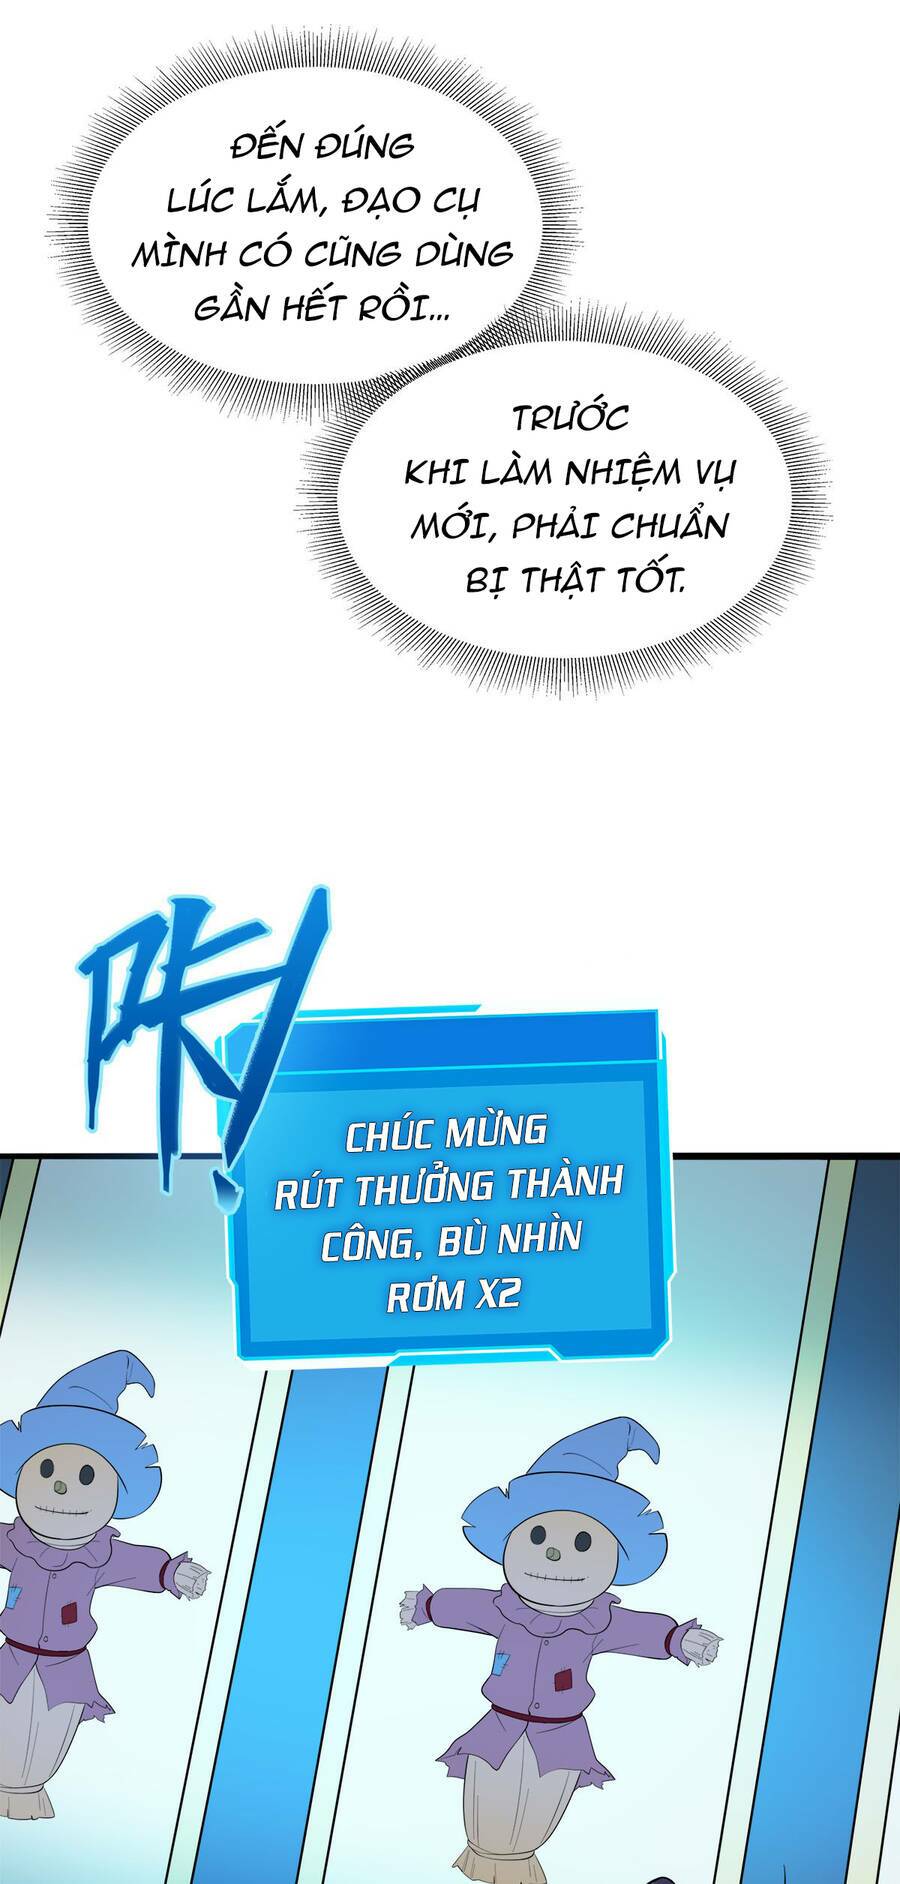 ĐẾN ĐÚNG
LÚC LẮM, ĐẠO CỤ
MÌNH CÓ CŨNG DÙNG
GẦN HẾT RỒI...
TRƯỚC
KHI LÀM NHIỆM VỤ
MỚI, PHẢI CHUẨN
BỊ THẬT TỐT.
咔!
CHÚC MỪNG
RÚT THƯỞNG THÀNH
CÔNG, BÙ NHÌN
RƠM X2